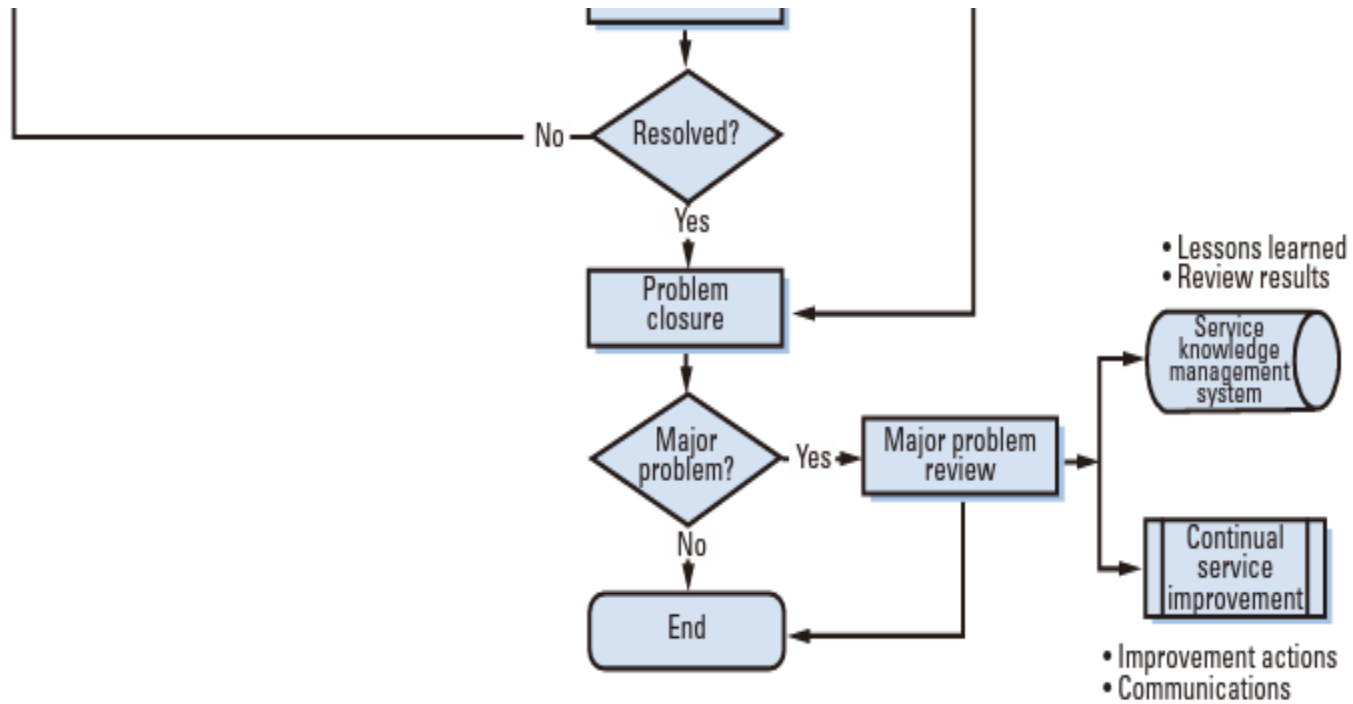 No
Resolved?
Yes
• Lessons learned
• Review results
Problem
closure
Service
knowledge
management
system
Major
problem?
Yes
Major problem
review
No
Continual
service
improvement
End
• Improvement actions
• Communications